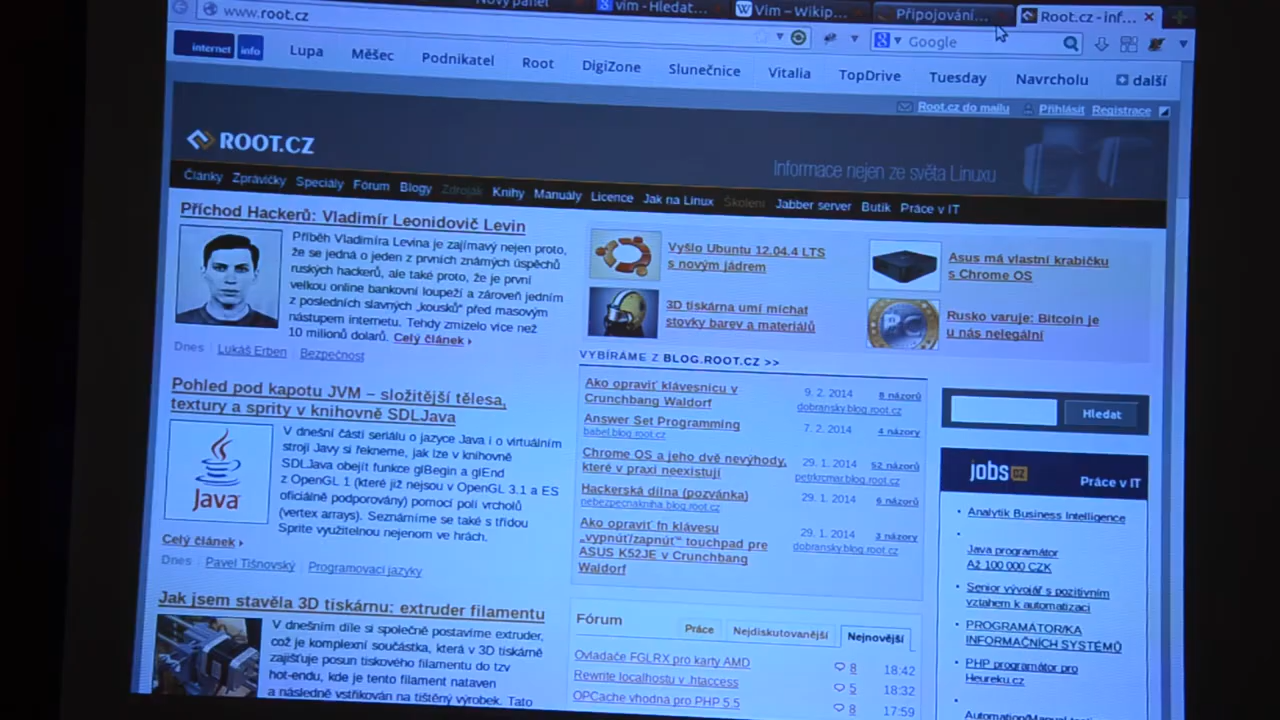 Nový panel
vim - Hledat...
Vim – Wikip...
Připojování...
Root.cz - inf...
www.root.cz
Google
internet info
Lupa Měšec Podnikatel Root DigiZone Slunečnice Vitalia TopDrive Tuesday Navrcholu další
Root.cz do mailu Přihlásit Registrace
ROOT.CZ
Informace nejen ze světa Linuxu
Články Zprávičky Speciály Fórum Blogy Zdroják Knihy Manuály Licence Jak na Linux Školení Jabber server Butik Práce v IT
Příchod Hackerů: Vladimír Leonidovič Levin
Příběh Vladimíra Levina je zajímavý nejen proto,
že se jedná o jeden z prvních známých úspěchů
ruských hackerů, ale také proto, že je první
velkou online bankovní loupeží a zároveň jedním
z posledních slavných „kousků“ před masovým
nástupem internetu. Tehdy zmizelo více než
10 milionů dolarů. Celý článek
Dnes Lukáš Erben Bezpečnost
Pohled pod kapotu JVM – složitější tělesa,
textury a sprity v knihovně SDLJava
Java
V dnešní části seriálu o jazyce Java i o virtuálním
stroji Javy si řekneme, jak lze v knihovně
SDLJava obejít funkce glBegin a glEnd
z OpenGL 1 (které již nejsou v OpenGL 3.1 a ES
oficiálně podporovány) pomocí polí vrcholů
(vertex arrays). Seznámíme se také s třídou
Sprite využitelnou nejenom ve hrách.
Celý článek
Dnes Pavel Tišnovský Programovací jazyky
Jak jsem stavěla 3D tiskárnu: extruder filamentu
V dnešním díle si společně postavíme extruder,
což je komplexní součástka, která v 3D tiskárně
zajišťuje posun tiskového filamentu do tzv
hot-endu, kde je tento filament nataven
a následně vstřikován na tištěný výrobek. Tato
Vyšlo Ubuntu 12.04.4 LTS
s novým jádrem
Asus má vlastní krabičku
s Chrome OS
3D tiskárna umí míchat
stovky barev a materiálů
Rusko varuje: Bitcoin je
u nás nelegální
VYBÍRÁME Z BLOG.ROOT.CZ >>
Ako opraviť klávesnicu v
Crunchbang Waldorf
9. 2. 2014 8 názorů
dobransky.blog.root.cz
Answer Set Programming
babel.blog.root.cz
7. 2. 2014 4 názory
Chrome OS a jeho dvě nevýhody,
které v praxi neexistují
29. 1. 2014 52 názorů
petrkrcmar.blog.root.cz
Hackerská dílna (pozvánka)
nebezpecnakniha.blog.root.cz
29. 1. 2014 6 názorů
Ako opraviť fn klávesu
„vypnúť/zapnúť“ touchpad pre
ASUS K52JE v Crunchbang
Waldorf
29. 1. 2014 3 názory
dobransky.blog.root.cz
Fórum
Práce Nejdiskutovanější Nejnovější
Ovladače FGLRX pro karty AMD 8 18:42
Rewrite localhostu v .htaccess 5 18:32
OPCache vhodná pro PHP 5.5 8 17:59
Hledat
jobs cz Práce v IT
Analytik Business Intelligence
Java programátor
Až 100 000 CZK
Senior vývojář s pozitivním
vztahem k automatizaci
PROGRAMÁTOR/KA
INFORMAČNÍCH SYSTÉMŮ
PHP programátor pro
Heureku.cz